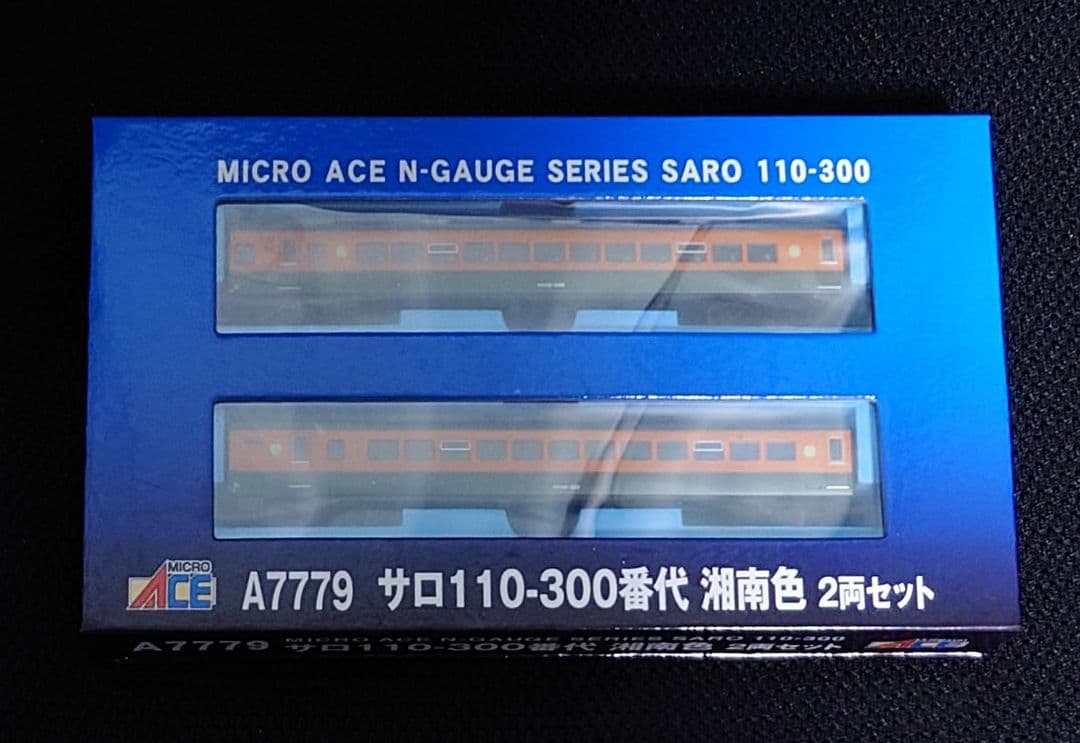 MICRO ACE N-GAUGE SERIES SARO 110-300
MICRO
ACE
A7779 サロ110-300番代 湘南色 2両セット
MICRO ACE N-GAUGE SERIES SARO 110-300
A7779 サロ110-300番代 湘南色 2両セット